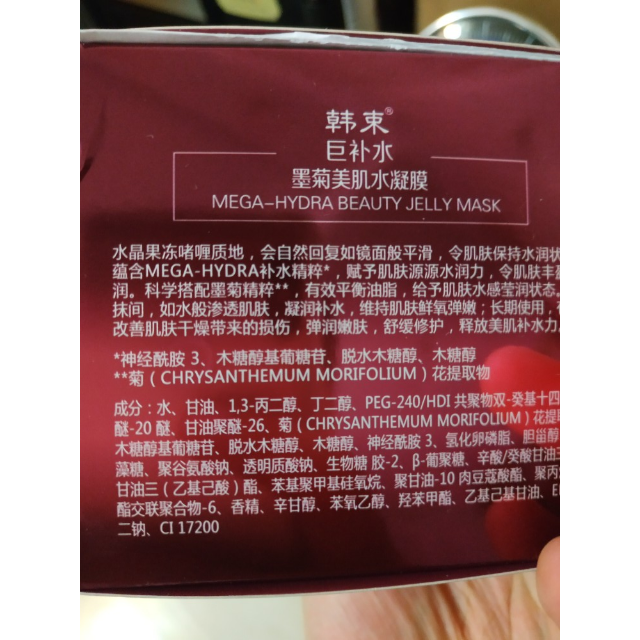 韩束®
巨补水
墨菊美肌水凝膜
MEGA-HYDRA BEAUTY JELLY MASK
水晶果冻啫喱质地，会自然回复如镜面般平滑，令肌肤保持水润状
蕴含MEGA-HYDRA补水精粹*，赋予肌肤源源水润力，令肌肤丰盈
润。科学搭配墨菊精粹**，有效平衡油脂，给予肌肤水感莹润状态。
抹间，如水般渗透肌肤，凝润补水，维持肌肤鲜氧弹嫩；长期使用，
改善肌肤干燥带来的损伤，弹润嫩肤，舒缓修护，释放美肌补水力
*神经酰胺 3、木糖醇基葡糖苷、脱水木糖醇、木糖醇
**菊（CHRYSANTHEMUM MORIFOLIUM）花提取物
成分：水、甘油、1,3-丙二醇、丁二醇、PEG-240/HDI 共聚物双-癸基十四
醚-20 醚、甘油聚醚-26、菊（CHRYSANTHEMUM MORIFOLIUM）花提取
木糖醇基葡糖苷、脱水木糖醇、木糖醇、神经酰胺 3、氢化卵磷脂、胆甾醇
藻糖、聚谷氨酸钠、透明质酸钠、生物糖胶-2、β-葡聚糖、辛酸/癸酸甘油三
甘油三（乙基己酸）酯、苯基聚甲基硅氧烷、聚甘油-10 肉豆蔻酸酯、聚丙
酯交联聚合物-6、香精、辛甘醇、苯氧乙醇、羟苯甲酯、乙基己基甘油、E
二钠、CI 17200